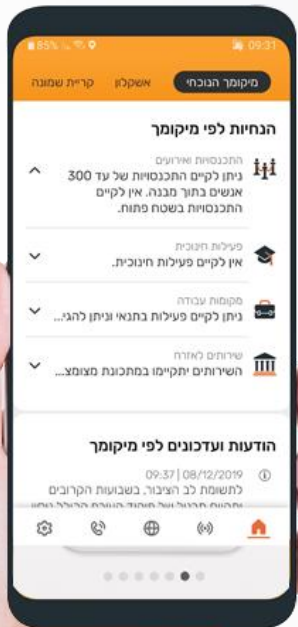 85% 09:31
מיקומך הנוכחי אשקלון קריית שמונה
הנחיות לפי מיקומך
התכנסויות ואירועים
ניתן לקיים התכנסויות של עד 300
אנשים בתוך מבנה. אין לקיים
התכנסויות בשטח פתוח.
פעילות חינוכית
אין לקיים פעילות חינוכית.
מקומות עבודה
ניתן לקיים פעילות בתנאי וניתן להגי...
שירותים לאזרח
השירותים יתקיימו במתכונת מצומצ...
הודעות ועדכונים לפי מיקומך
08/12/2019 | 09:37
לתשומת לב הציבור, בשבועות הקרובים